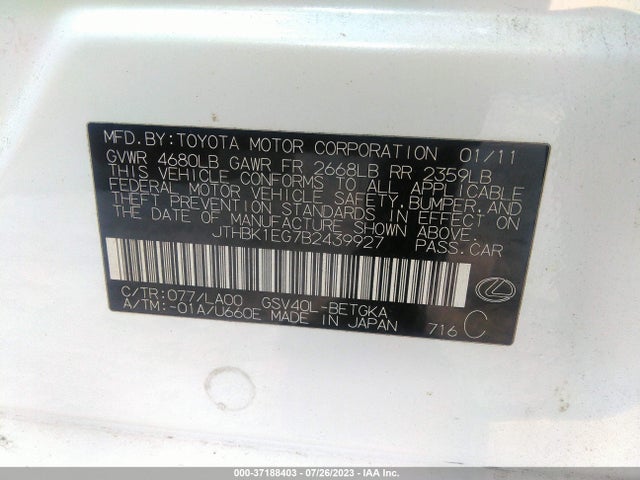 MFD.BY:TOYOTA MOTOR CORPORATION 01/11
GVWR 4680LB GAWR FR 2668LB RR 2359LB
THIS VEHICLE CONFORMS TO ALL APPLICABLE
FEDERAL MOTOR VEHICLE SAFETY,BUMPER,AND
THEFT PREVENTION STANDARDS IN EFFECT ON
THE DATE OF MANUFACTURE SHOWN ABOVE.
JTHBK1EG7B2439927 PASS.CAR
C/TR:077/LA00 GSV40L-BETGKA
A/TM:-01A/U660E MADE IN JAPAN 716 C
000-37188403 - 07/26/2023 - IAA Inc.